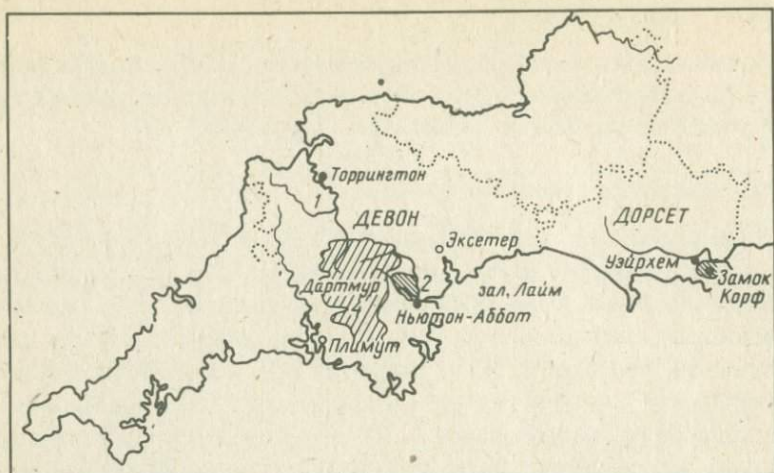 Торрингтон
1
ДЕВОН
ДОРСЕТ
Эксетер
Уэйрхем
Замок
Корф
Дартмур
2
зал. Лайм
Ньютон-Аббот
Плимут